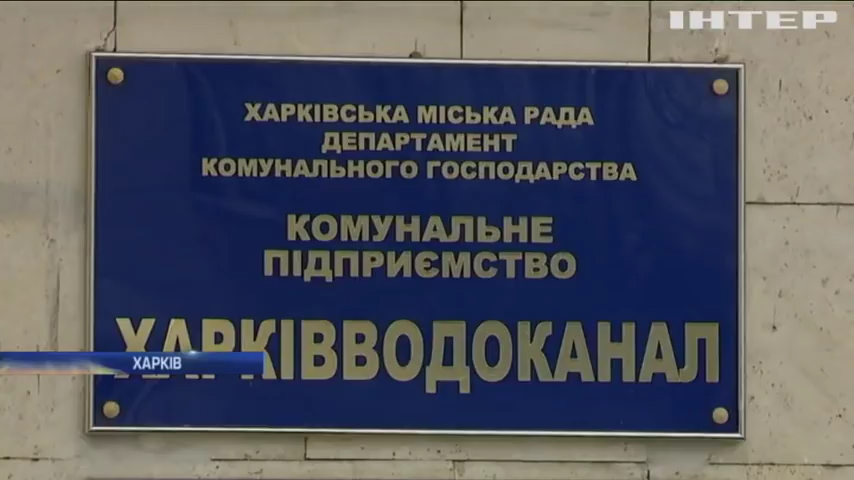 ІНТЕР
ХАРКІВСЬКА МІСЬКА РАДА
ДЕПАРТАМЕНТ
КОМУНАЛЬНОГО ГОСПОДАРСТВА
КОМУНАЛЬНЕ
ПІДПРИЄМСТВО
ХАРКІВВОДОКАНАЛ
ХАРКІВ